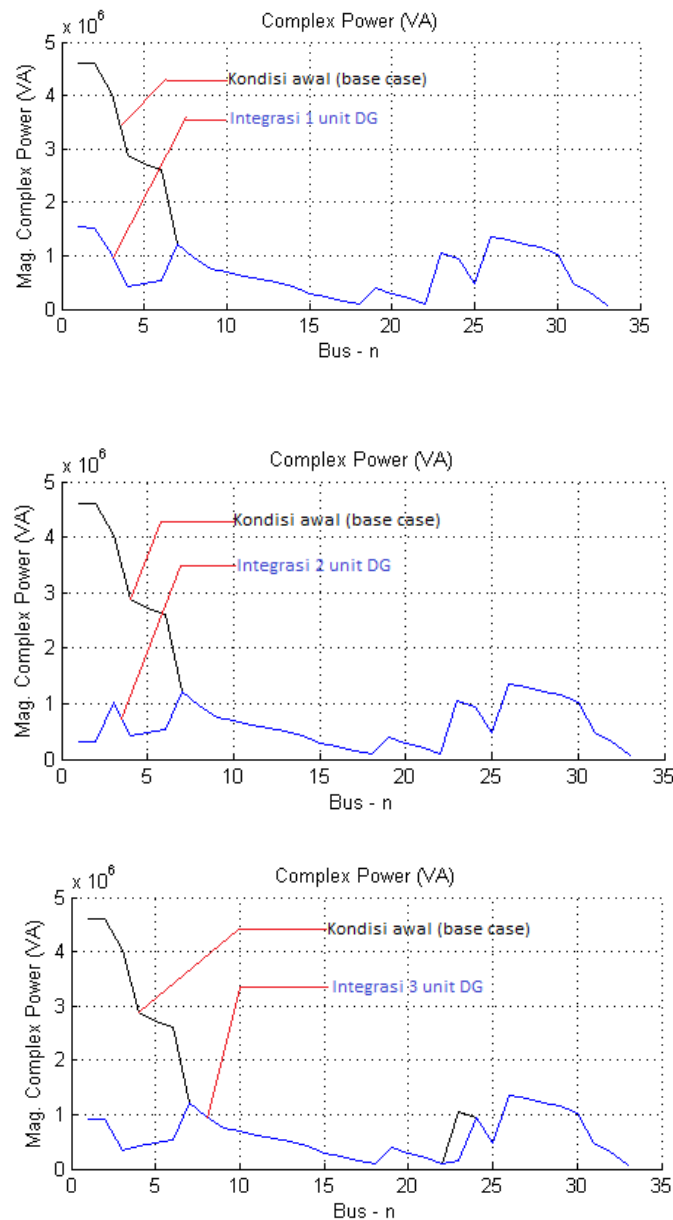 Complex Power (VA)
x 10^6
Mag. Complex Power (VA)
5
4
3
2
1
0
Kondisi awal (base case)
Integrasi 1 unit DG
0 5 10 15 20 25 30 35
Bus - n
Complex Power (VA)
x 10^6
Mag. Complex Power (VA)
5
4
3
2
1
0
Kondisi awal (base case)
Integrasi 2 unit DG
0 5 10 15 20 25 30 35
Bus - n
Complex Power (VA)
x 10^6
Mag. Complex Power (VA)
5
4
3
2
1
0
Kondisi awal (base case)
Integrasi 3 unit DG
0 5 10 15 20 25 30 35
Bus - n